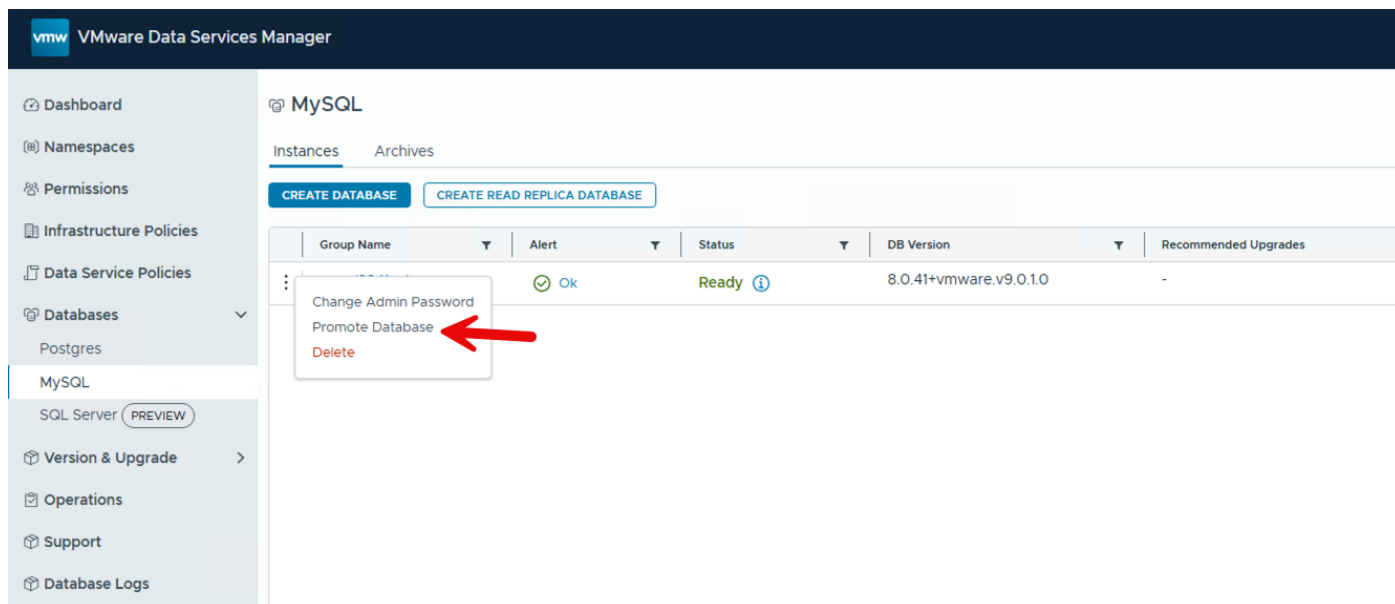 vmw VMware Data Services Manager
Dashboard
Namespaces
Permissions
Infrastructure Policies
Data Service Policies
Databases
Postgres
MySQL
SQL Server PREVIEW
Version & Upgrade
Operations
Support
Database Logs
MySQL
Instances Archives
CREATE DATABASE CREATE READ REPLICA DATABASE
Group Name Alert Status DB Version Recommended Upgrades
Ok Ready 8.0.41+vmware.v9.0.1.0 -
Change Admin Password
Promote Database
Delete